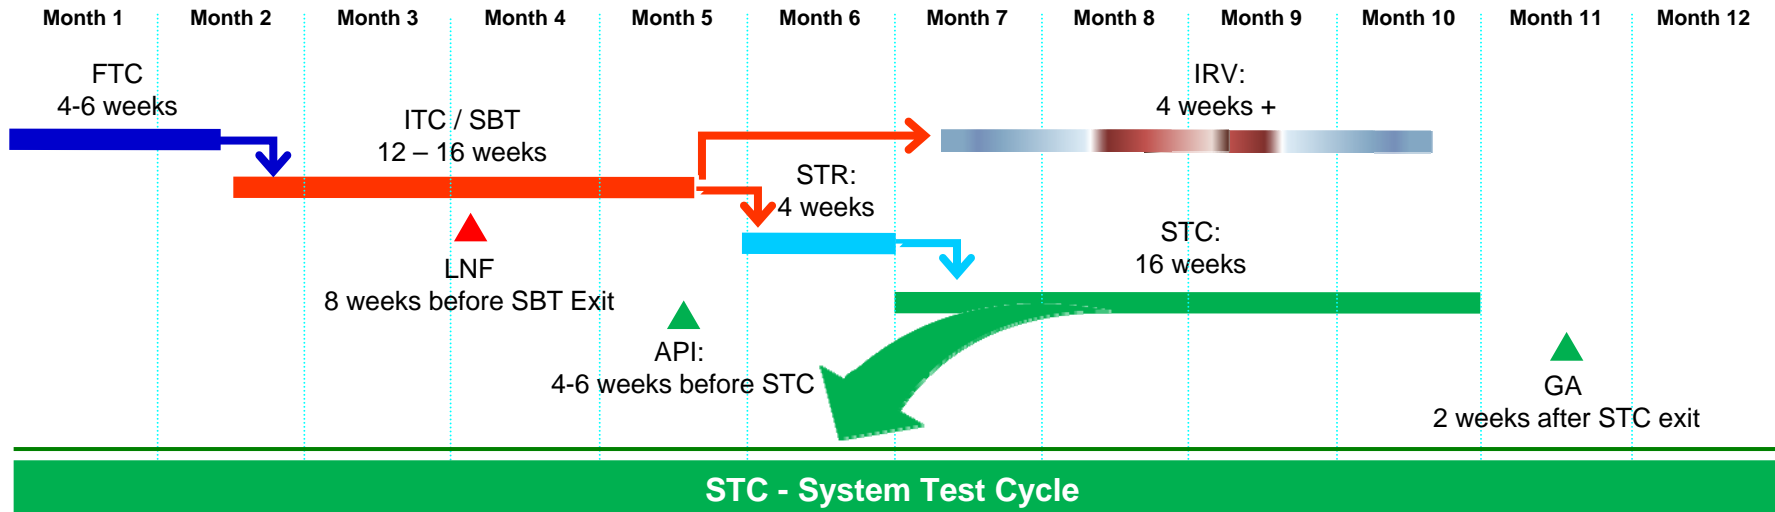 Month 1 Month 2 Month 3 Month 4 Month 5 Month 6 Month 7 Month 8 Month 9 Month 10 Month 11 Month 12
FTC
4-6 weeks
ITC / SBT
12 – 16 weeks
IRV:
4 weeks +
STR:
4 weeks
LNF
8 weeks before SBT Exit
STC:
16 weeks
API:
4-6 weeks before STC
GA
2 weeks after STC exit
STC - System Test Cycle